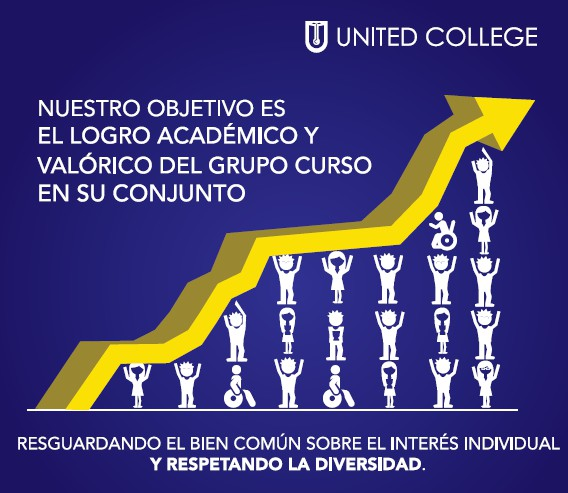 UNITED COLLEGE
NUESTRO OBJETIVO ES
EL LOGRO ACADÉMICO Y
VALÓRICO DEL GRUPO CURSO
EN SU CONJUNTO
RESGUARDANDO EL BIEN COMÚN SOBRE EL INTERÉS INDIVIDUAL
Y RESPETANDO LA DIVERSIDAD.